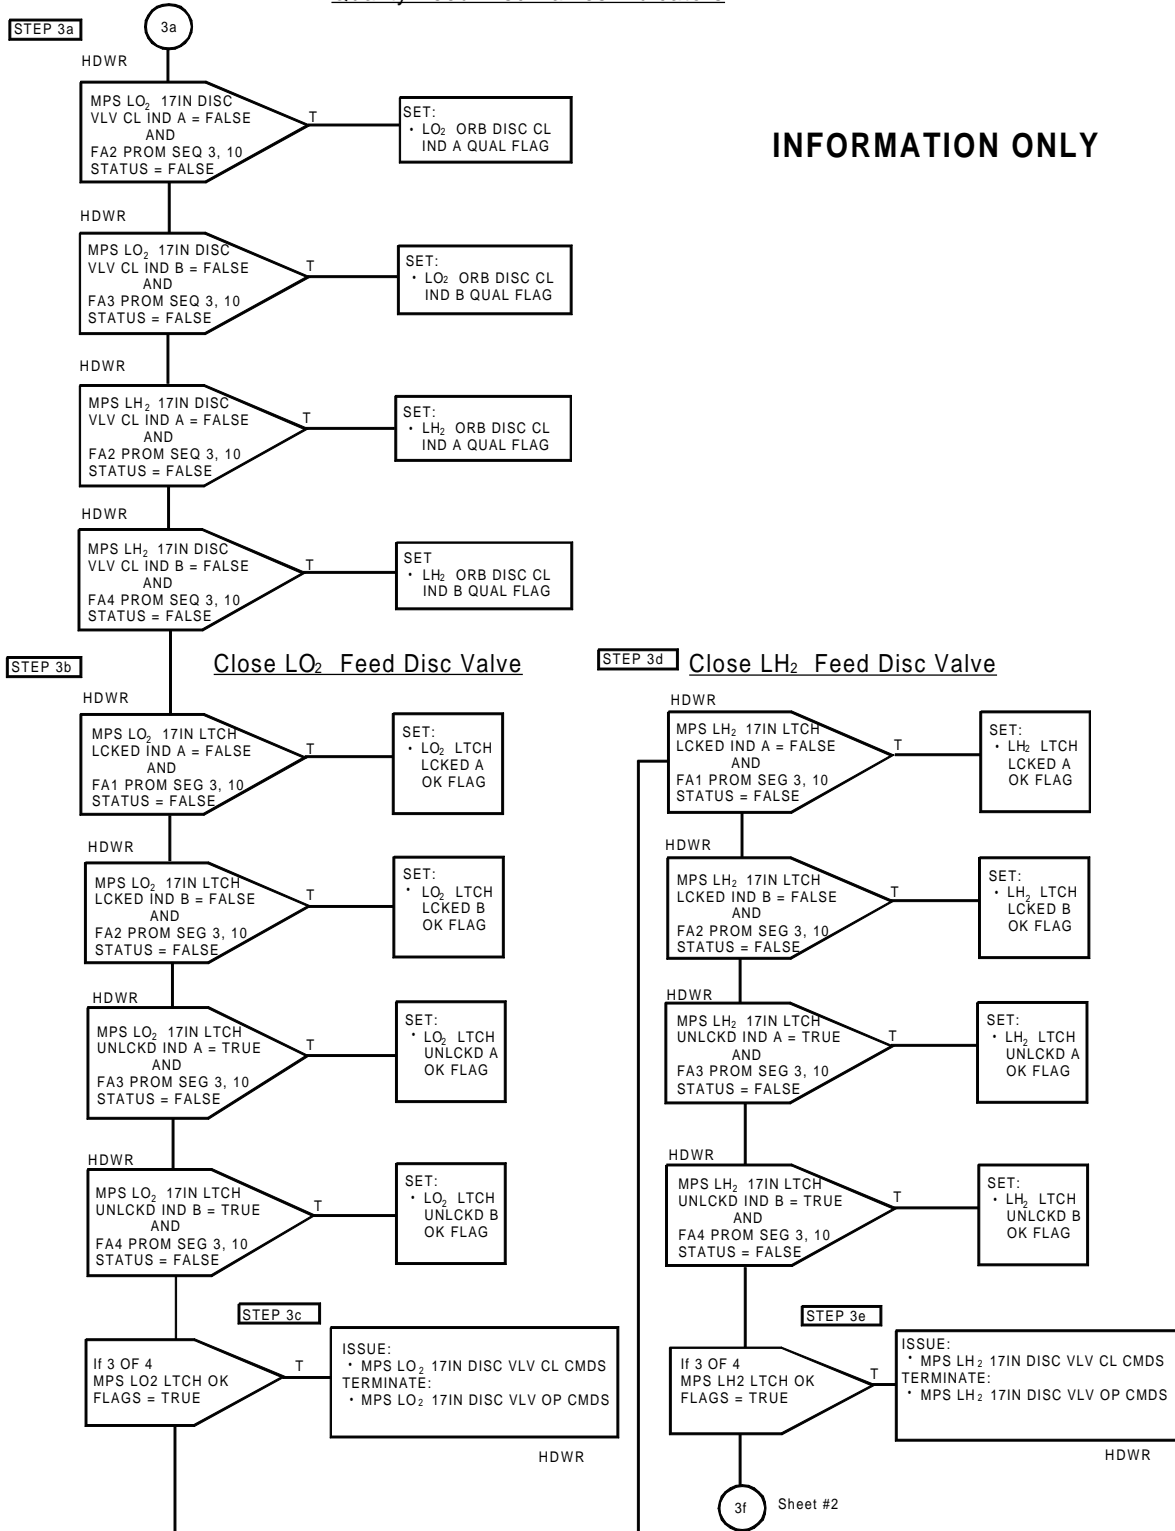 STEP 3a
3a
HDWR
MPS LO₂ 17IN DISC
VLV CL IND A = FALSE
AND
FA2 PROM SEQ 3, 10
STATUS = FALSE
T
SET:
· LO₂ ORB DISC CL
IND A QUAL FLAG
INFORMATION ONLY
HDWR
MPS LO₂ 17IN DISC
VLV CL IND B = FALSE
AND
FA3 PROM SEQ 3, 10
STATUS = FALSE
T
SET:
· LO₂ ORB DISC CL
IND B QUAL FLAG
HDWR
MPS LH₂ 17IN DISC
VLV CL IND A = FALSE
AND
FA2 PROM SEQ 3, 10
STATUS = FALSE
T
SET:
· LH₂ ORB DISC CL
IND A QUAL FLAG
HDWR
MPS LH₂ 17IN DISC
VLV CL IND B = FALSE
AND
FA4 PROM SEQ 3, 10
STATUS = FALSE
T
SET
· LH₂ ORB DISC CL
IND B QUAL FLAG
STEP 3b
Close LO₂ Feed Disc Valve
HDWR
MPS LO₂ 17IN LTCH
LCKED IND A = FALSE
AND
FA1 PROM SEG 3, 10
STATUS = FALSE
T
SET:
· LO₂ LTCH
LCKED A
OK FLAG
HDWR
MPS LO₂ 17IN LTCH
LCKED IND B = FALSE
AND
FA2 PROM SEG 3, 10
STATUS = FALSE
T
SET:
· LO₂ LTCH
LCKED B
OK FLAG
HDWR
MPS LO₂ 17IN LTCH
UNLCKD IND A = TRUE
AND
FA3 PROM SEG 3, 10
STATUS = FALSE
T
SET:
· LO₂ LTCH
UNLCKD A
OK FLAG
HDWR
MPS LO₂ 17IN LTCH
UNLCKD IND B = TRUE
AND
FA4 PROM SEG 3, 10
STATUS = FALSE
T
SET:
· LO₂ LTCH
UNLCKD B
OK FLAG
STEP 3c
If 3 OF 4
MPS LO2 LTCH OK
FLAGS = TRUE
T
ISSUE:
· MPS LO₂ 17IN DISC VLV CL CMDS
TERMINATE:
· MPS LO₂ 17IN DISC VLV OP CMDS
HDWR
STEP 3d
Close LH₂ Feed Disc Valve
HDWR
MPS LH₂ 17IN LTCH
LCKED IND A = FALSE
AND
FA1 PROM SEG 3, 10
STATUS = FALSE
T
SET:
· LH₂ LTCH
LCKED A
OK FLAG
HDWR
MPS LH₂ 17IN LTCH
LCKED IND B = FALSE
AND
FA2 PROM SEG 3, 10
STATUS = FALSE
T
SET:
· LH₂ LTCH
LCKED B
OK FLAG
HDWR
MPS LH₂ 17IN LTCH
UNLCKD IND A = TRUE
AND
FA3 PROM SEG 3, 10
STATUS = FALSE
T
SET:
· LH₂ LTCH
UNLCKD A
OK FLAG
HDWR
MPS LH₂ 17IN LTCH
UNLCKD IND B = TRUE
AND
FA4 PROM SEG 3, 10
STATUS = FALSE
T
SET:
· LH₂ LTCH
UNLCKD B
OK FLAG
STEP 3e
If 3 OF 4
MPS LH2 LTCH OK
FLAGS = TRUE
T
ISSUE:
· MPS LH₂ 17IN DISC VLV CL CMDS
TERMINATE:
· MPS LH₂ 17IN DISC VLV OP CMDS
HDWR
3f
Sheet #2